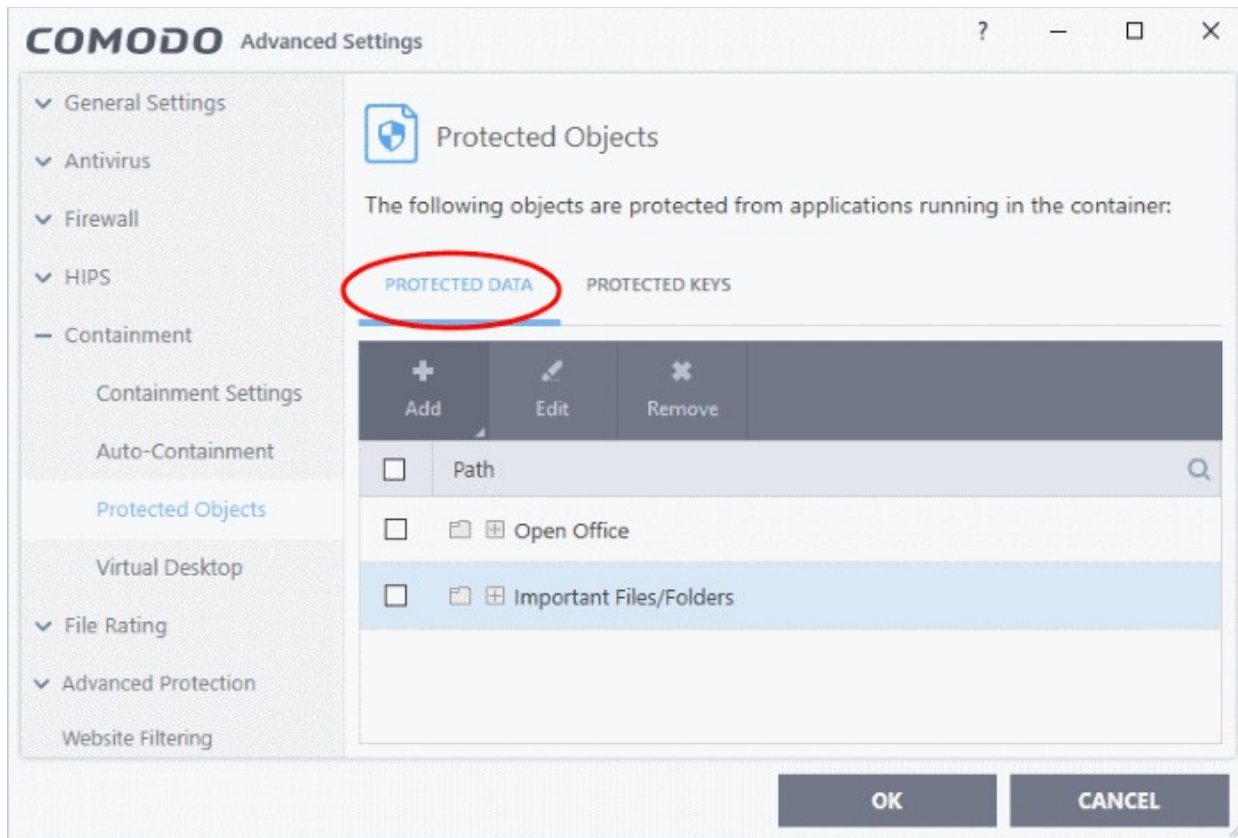 COMODO Advanced Settings ?
General Settings
Antivirus
Firewall
HIPS
Containment
Containment Settings
Auto-Containment
Protected Objects
Virtual Desktop
File Rating
Advanced Protection
Website Filtering
Protected Objects
The following objects are protected from applications running in the container:
PROTECTED DATA PROTECTED KEYS
Add Edit Remove
Path
Open Office
Important Files/Folders
OK CANCEL